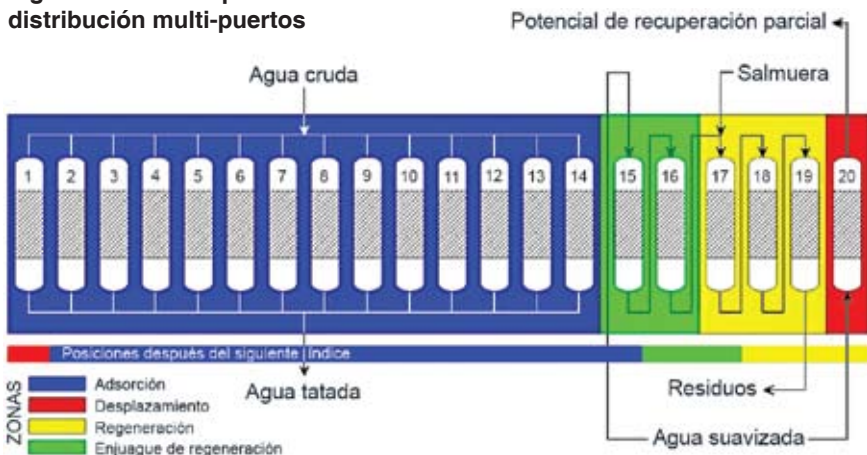 distribución multi-puertos
Potencial de recuperación parcial
Agua cruda
Salmuera
1 2 3 4 5 6 7 8 9 10 11 12 13 14 15 16 17 18 19 20
Posiciones después del siguiente índice
ZONAS
Adsorción
Desplazamiento
Regeneración
Enjuague de regeneración
Agua tatada
Residuos
Agua suavizada